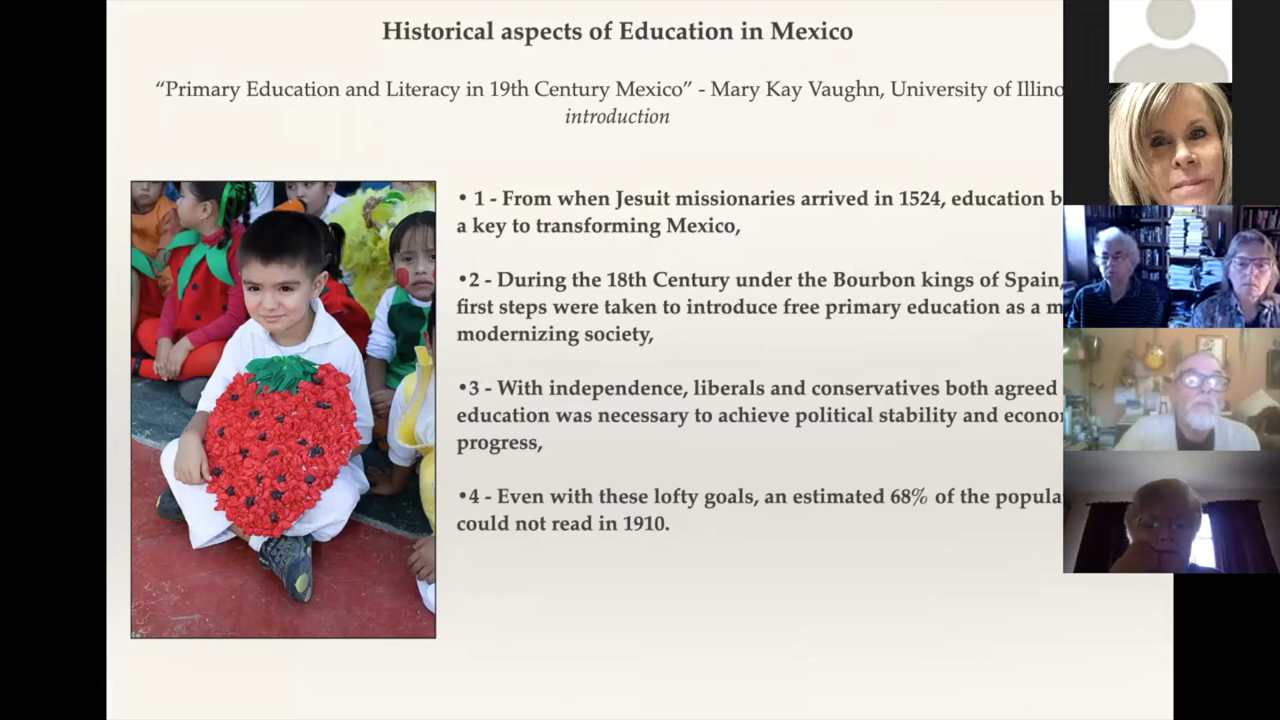 Historical aspects of Education in Mexico
“Primary Education and Literacy in 19th Century Mexico” - Mary Kay Vaughn, University of
introduction
• 1 - From when Jesuit missionaries arrived in 1524, education
a key to transforming Mexico,
•2 - During the 18th Century under the Bourbon kings of Spain,
first steps were taken to introduce free primary education as a
modernizing society,
•3 - With independence, liberals and conservatives both agreed
education was necessary to achieve political stability and
progress,
•4 - Even with these lofty goals, an estimated 68% of the
could not read in 1910.